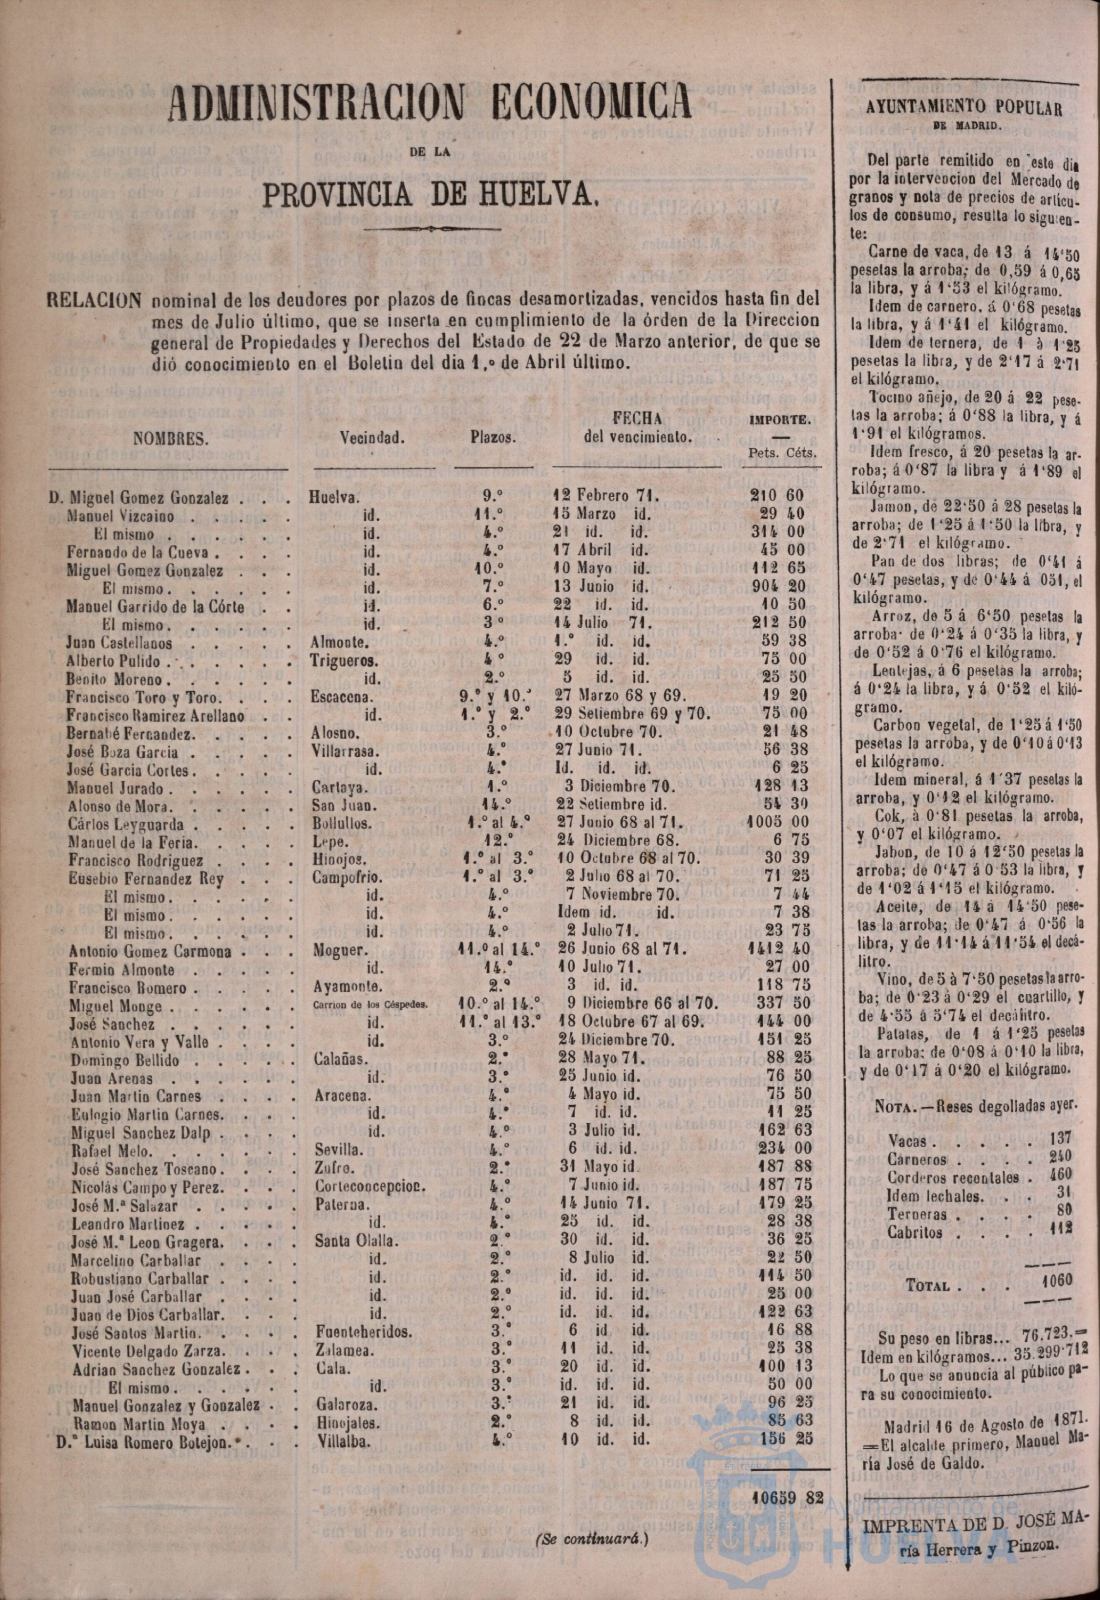 ADMINISTRACION ECONOMICA
DE LA
PROVINCIA DE HUELVA.
RELACION nominal de los deudores por plazos de fincas desamortizadas, vencidos hasta fin del
mes de Julio último, que se inserta en cumplimiento de la órden de la Direccion
general de Propiedades y Derechos del Estado de 22 de Marzo anterior, de que se
dió conocimiento en el Boletin del dia 1.º de Abril último.
NOMBRES. Vecindad. Plazos. FECHA del vencimiento. IMPORTE.
— Pets. Céts.
D. Miguel Gomez Gonzalez . . . Huelva. 9.º 12 Febrero 71. 210 60
Manuel Vizcaino . . . . . id. 11.º 15 Marzo id. 29 40
El mismo . . . . . . id. 4.º 21 id. id. 314 00
Fernando de la Cueva . . . . id. 4.º 17 Abril id. 45 00
Miguel Gomez Gonzalez . . . id. 10.º 10 Mayo id. 112 65
El mismo. . . . . . id. 7.º 13 Junio id. 904 20
Manuel Garrido de la Córte . . id. 6.º 22 id. id. 10 50
El mismo. . . . . . id. 3º 14 Julio 71. 212 50
Juan Castellanos . . . . . Almonte. 4.º 1.º id. id. 59 38
Alberto Pulido . . . . . . Trigueros. 4º 29 id. id. 75 00
Benito Moreno . . . . . . id. 2.º 5 id. id. 25 50
Francisco Toro y Toro. . . . Escacena. 9.º y 10.º 27 Marzo 68 y 69. 19 20
Francisco Ramirez Arellano . . id. 1.º y 2.º 29 Setiembre 69 y 70. 75 00
Bernabé Fernandez. . . . . Alosno. 3.º 10 Octubre 70. 21 48
José Boza Garcia . . . . . Villarrasa. 4.º 27 Junio 71. 56 38
José Garcia Cortes. . . . . id. 4.º Id. id. id. 6 25
Manuel Jurado . . . . . . Cartaya. 1.º 3 Diciembre 70. 128 13
Alonso de Mora. . . . . . San Juan. 14.º 22 Setiembre id. 54 30
Cárlos Leyguarda . . . . . Bollullos. 1.º al 4.º 27 Junio 68 al 71. 1005 00
Manuel de la Feria. . . . . Lepe. 12.º 24 Diciembre 68. 6 75
Francisco Rodriguez . . . . Hinojos. 1.º al 3.º 10 Octubre 68 al 70. 30 39
Eusebio Fernandez Rey . . . Campofrio. 1.º al 3.º 2 Julio 68 al 70. 71 25
El mismo. . . . . . id. 4.º 7 Noviembre 70. 7 44
El mismo. . . . . . id. 4.º Idem id. id. 7 38
El mismo. . . . . . id. 4.º 2 Julio 71. 23 75
Antonio Gomez Carmona . . . Moguer. 11.º al 14.º 26 Junio 68 al 71. 1412 40
Fermin Almonte . . . . . id. 14.º 10 Julio 71. 27 00
Francisco Romero . . . . . Ayamonte. 2.º 3 id. id. 118 75
Miguel Monge . . . . . . Carrion de los Céspedes. 10.º al 14.º 9 Diciembre 66 al 70. 337 50
José Sanchez . . . . . . id. 11.º al 13.º 18 Octubre 67 al 69. 144 00
Antonio Vera y Valle . . . . id. 3.º 24 Diciembre 70. 151 25
Domingo Bellido . . . . . Calañas. 2.º 28 Mayo 71. 88 25
Juan Arenas . . . . . . id. 3.º 25 Junio id. 76 50
Juan Martin Carnes . . . . Aracena. 4.º 4 Mayo id. 75 50
Eulogio Martin Carnes. . . . id. 4.º 7 id. id. 11 25
Miguel Sanchez Dalp . . . . id. 4.º 3 Julio id. 162 63
Rafael Melo. . . . . . . Sevilla. 4.º 6 id. id. 234 00
José Sanchez Toscano. . . . Zufre. 2.º 31 Mayo id 187 88
Nicolás Campo y Perez. . . . Corteconcepcion. 4.º 7 Junio id. 187 75
José M.ª Salazar . . . . . Paterna. 4.º 14 Junio 71. 179 25
Leandro Martinez . . . . . id. 4.º 25 id. id. 28 38
José M.ª Leon Gragera. . . . Santa Olalla. 2.º 30 id. id. 36 25
Marcelino Carballar . . . . id. 2.º 8 Julio id. 22 50
Robustiano Carballar . . . . id. 2.º id. id. id. 114 50
Juan José Carballar . . . . id. 2.º id. id. id. 25 00
Juan de Dios Carballar. . . . id. 2.º id. id. id. 122 63
José Santos Martin. . . . . Fuenteheridos. 3.º 6 id id. 16 88
Vicente Delgado Zarza. . . . Zalamea. 3.º 11 id. id. 25 38
Adrian Sanchez Gonzalez . . . Cala. 3.º 20 id. id. 100 13
El mismo . . . . . . id. 3.º id. id. id. 50 00
Manuel Gonzalez y Gonzalez . . Galaroza. 3.º 21 id. id. 96 25
Ramon Martin Moya . . . . Hinojales. 2.º 8 id. id. 85 63
D.ª Luisa Romero Botejon. . . . Villalba. 4.º 10 id. id. 156 25
10659 82
(Se continuará.)
AYUNTAMIENTO POPULAR
DE MADRID.
Del parte remitido en este dia
por la intervencion del Mercado de
granos y nota de precios de artícu-
los de consumo, resulta lo siguien-
te:
Carne de vaca, de 13 á 14'50
pesetas la arroba; de 0,59 á 0,65
la libra, y á 1'53 el kilógramo.
Idem de carnero, á 0'68 pesetas
la libra, y á 1'41 el kilógramo.
Idem de ternera, de 1 à 1'25
pesetas la libra, y de 2'17 á 2'71
el kilógramo.
Tocino añejo, de 20 á 22 pese-
tas la arroba; á 0'88 la libra, y á
1'91 el kilógramos.
Idem fresco, á 20 pesetas la ar-
roba; á 0'87 la libra y á 1'89 el
kilógramo.
Jamon, de 22'50 á 28 pesetas la
arroba; de 1'25 á 1'50 la libra, y
de 2'71 el kilógramo.
Pan de dos libras; de 0'41 á
0'47 pesetas, y de 0'44 á 051, el
kilógramo.
Arroz, de 5 á 6'50 pesetas la
arroba· de 0'24 á 0'35 la libra, y
de 0'52 á 0'76 el kilógramo.
Lentejas, á 6 pesetas la arroba;
á 0'24 la libra, y á 0'52 el kiló-
gramo.
Carbon vegetal, de 1'25 á 1'50
pesetas la arroba, y de 0'10 á 0'13
el kilógramo.
Idem mineral, á 1'37 pesetas la
arroba, y 0'12 el kilógramo.
Cok, à 0'81 pesetas la arroba,
y 0'07 el kilógramo.
Jabon, de 10 á 12'50 pesetas la
arroba; de 0'47 á 0'53 la libra, y
de 1'02 á 1'15 el kilógramo.
Aceite, de 14 á 14'50 pese-
tas la arroba; de 0'47 á 0'56 la
libra, y de 11'14 á 11'54 el decá-
litro.
Vino, de 5 à 7'50 pesetas la arro-
ba; de 0'23 á 0'29 el cuartillo, y
de 4'55 á 5'74 el decálitro.
Patatas, de 1 á 1'25 pesetas
la arroba: de 0'08 á 0'10 la libra,
y de 0'17 á 0'20 el kilógramo.
NOTA.—Reses degolladas ayer.
Vacas . . . . . 137
Carneros . . . . 240
Corderos recentales . 460
Idem lechales. . . 31
Terneras . . . . 80
Cabritos . . . . 112
TOTAL . . . 1060
Su peso en libras... 76.723.=
Idem en kilógramos... 35.299'712
Lo que se anuncia al público pa-
ra su conocimiento.
Madrid 16 de Agosto de 1871.
=El alcalde primero, Manuel Ma-
ría José de Galdo.
IMPRENTA DE D. JOSÉ MA-
ría Herrera y Pinzon.
Ayuntamiento de
HUELVA